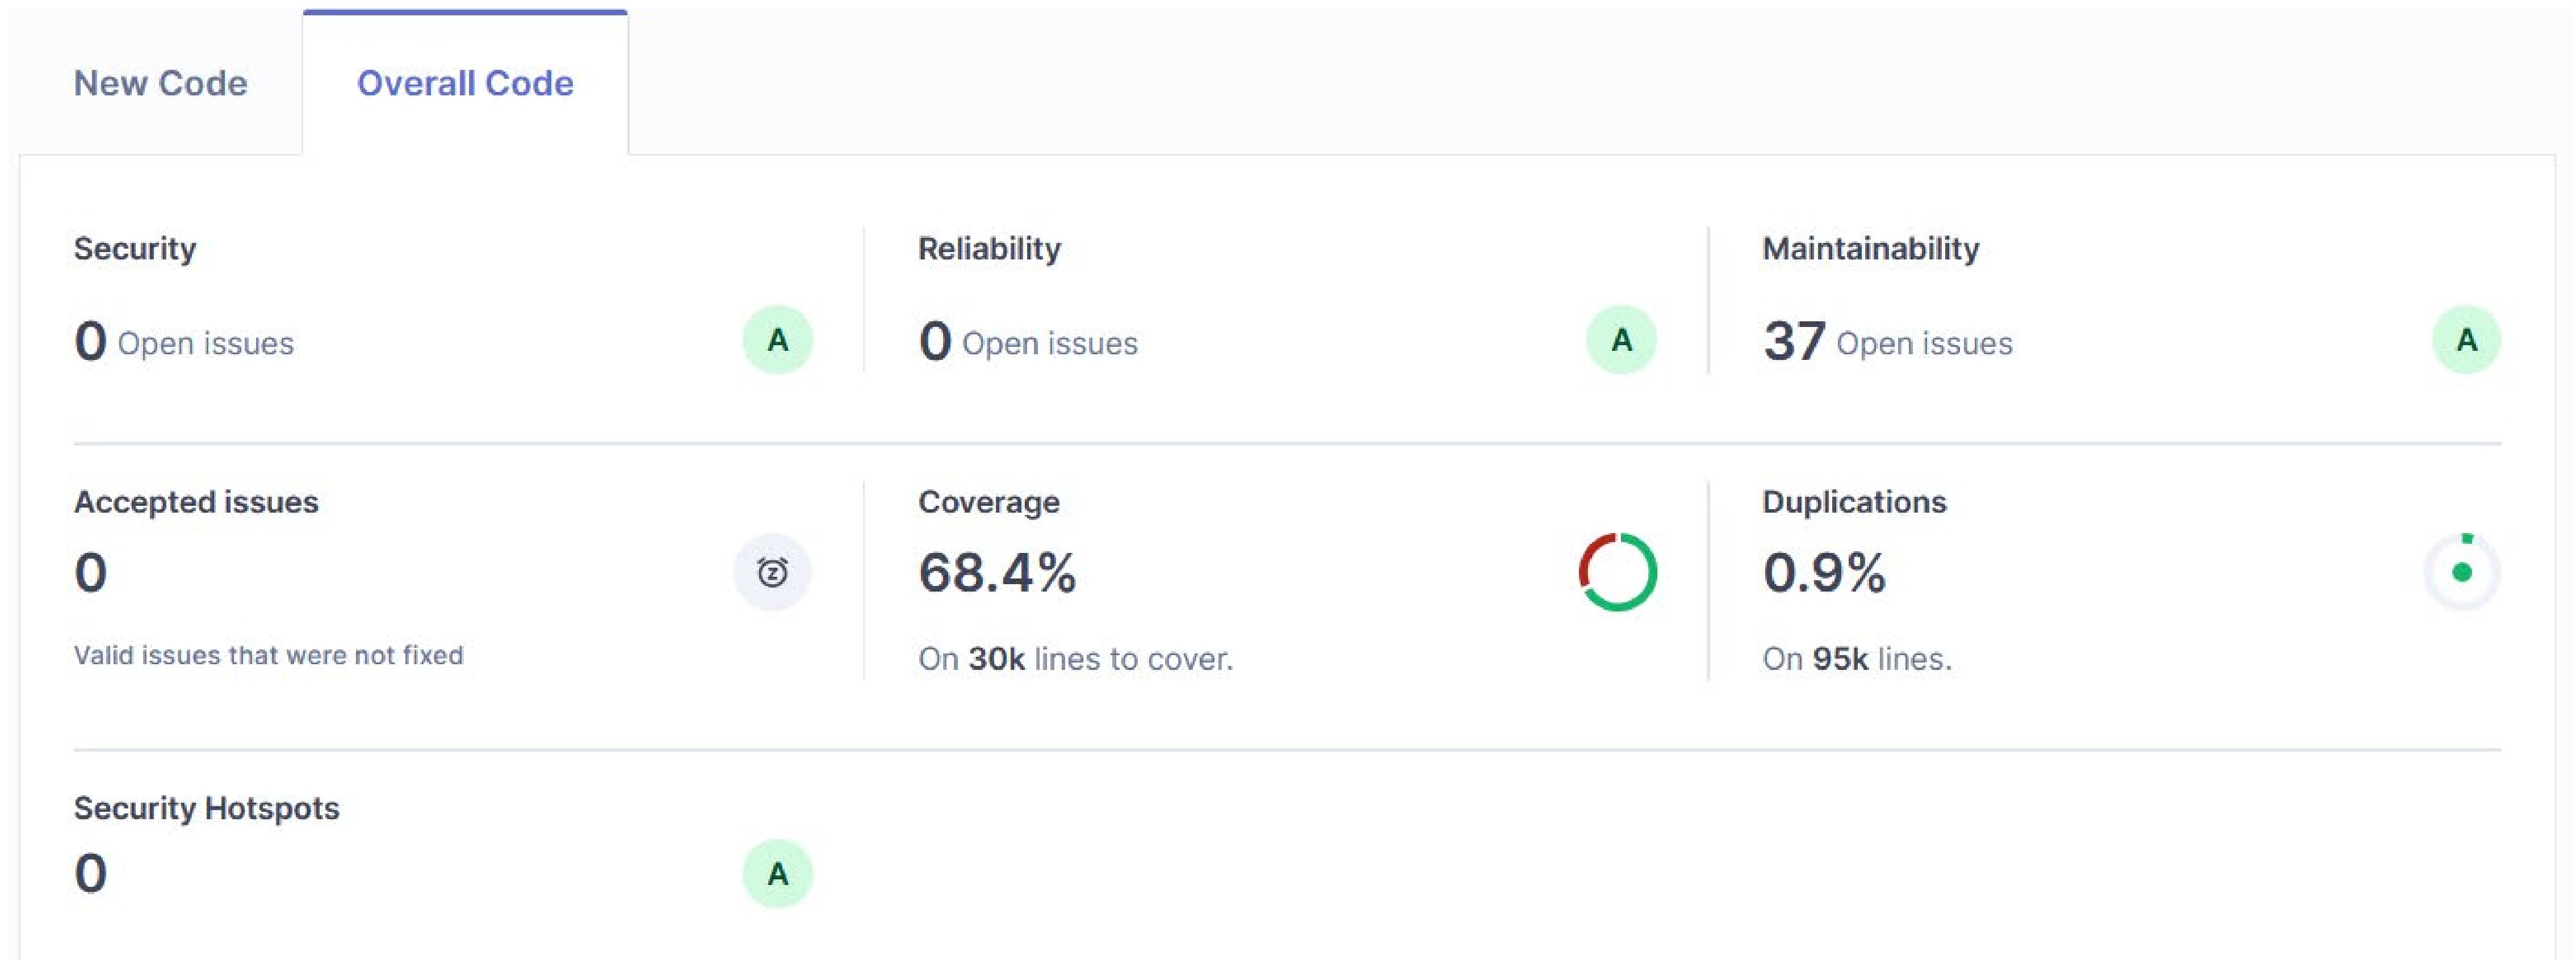 New Code
Overall Code
Security
Reliability
Maintainability
0 Open issues
A
0 Open issues
A
37 Open issues
A
Accepted issues
Coverage
Duplications
0
z
68.4%
0.9%
Valid issues that were not fixed
On 30k lines to cover.
On 95k lines.
Security Hotspots
0
A